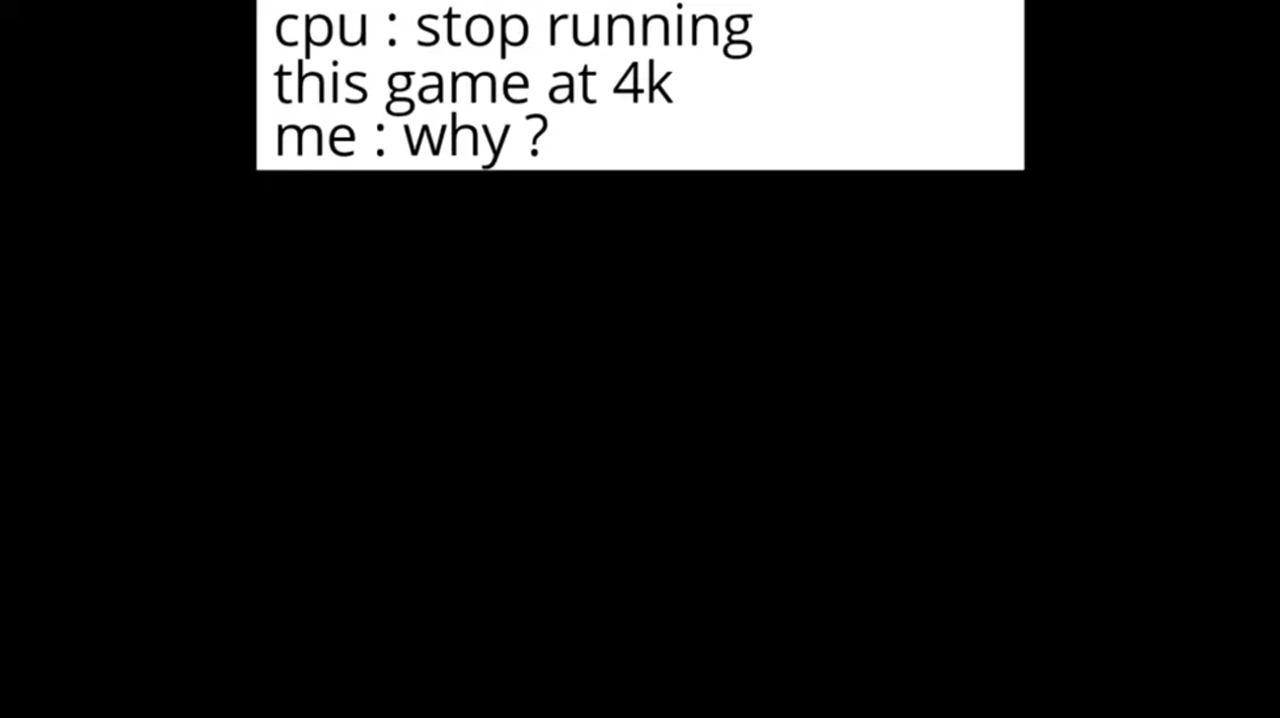 cpu : stop running
this game at 4k
me : why ?